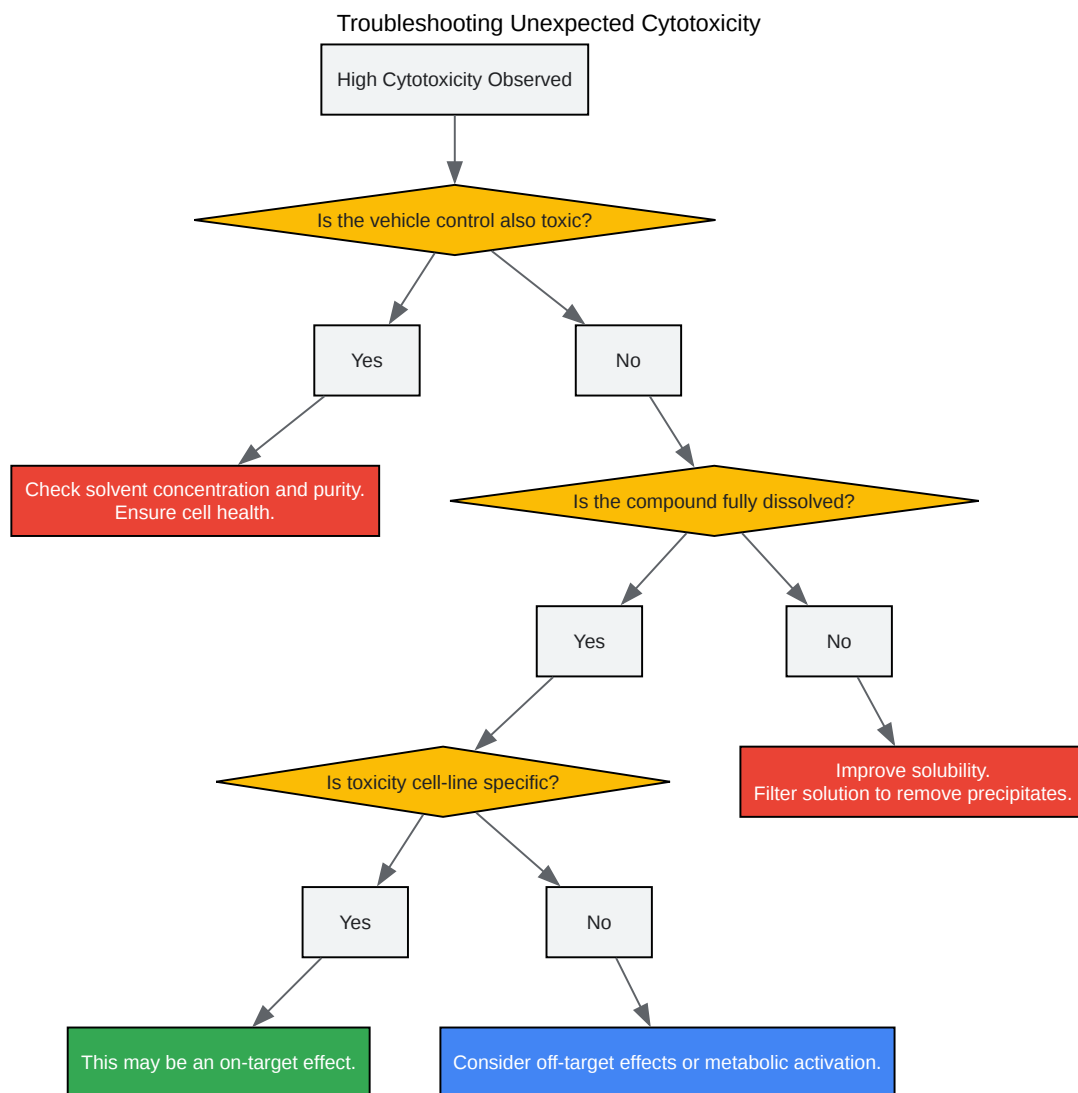 Troubleshooting Unexpected Cytotoxicity
High Cytotoxicity Observed
Is the vehicle control also toxic?
Yes
No
Check solvent concentration and purity.
Ensure cell health.
Is the compound fully dissolved?
Yes
No
Is toxicity cell-line specific?
Improve solubility.
Filter solution to remove precipitates.
Yes
No
This may be an on-target effect.
Consider off-target effects or metabolic activation.